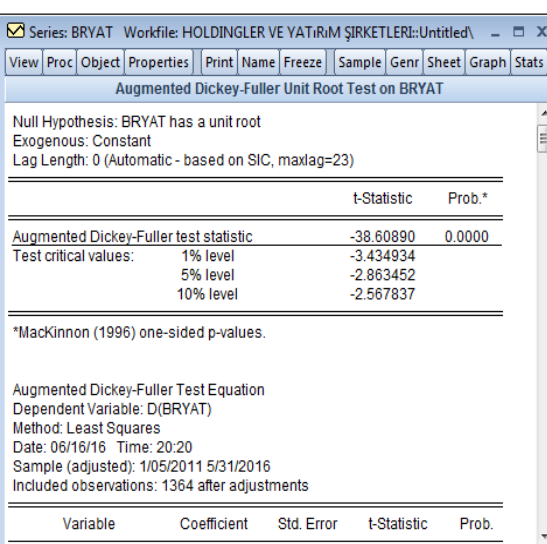 Series: BRYAT Workfile: HOLDINGLER VE YATıRıM ŞIRKETLERI::Untitled\
View Proc Object Properties Print Name Freeze Sample Genr Sheet Graph Stats
Augmented Dickey-Fuller Unit Root Test on BRYAT
Null Hypothesis: BRYAT has a unit root
Exogenous: Constant
Lag Length: 0 (Automatic - based on SIC, maxlag=23)
t-Statistic Prob.*
Augmented Dickey-Fuller test statistic -38.60890 0.0000
Test critical values: 1% level -3.434934
5% level -2.863452
10% level -2.567837
*MacKinnon (1996) one-sided p-values.
Augmented Dickey-Fuller Test Equation
Dependent Variable: D(BRYAT)
Method: Least Squares
Date: 06/16/16 Time: 20:20
Sample (adjusted): 1/05/2011 5/31/2016
Included observations: 1364 after adjustments
Variable Coefficient Std. Error t-Statistic Prob.